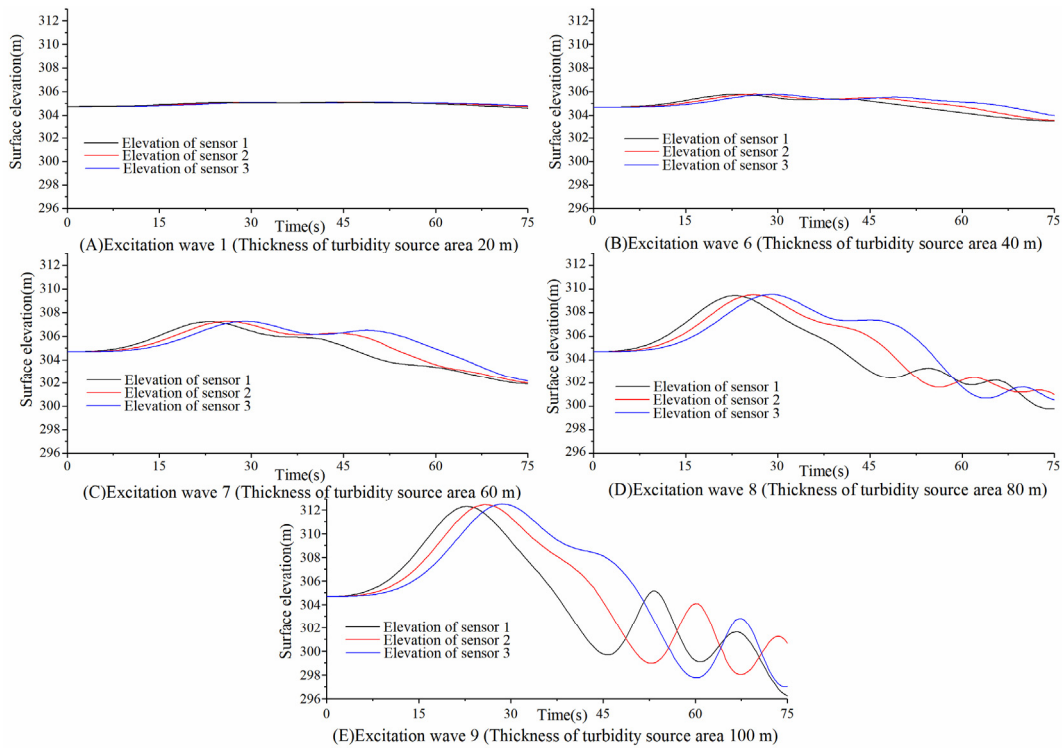 312
310
308
306
304
302
300
298
296
Surface elevation(m)
Elevation of sensor 1
Elevation of sensor 2
Elevation of sensor 3
0 15 30 45 60 75
Time(s)
(A)Excitation wave 1 (Thickness of turbidity source area 20 m)
312
310
308
306
304
302
300
298
296
Surface elevation(m)
Elevation of sensor 1
Elevation of sensor 2
Elevation of sensor 3
0 15 30 45 60 75
Time(s)
(B)Excitation wave 6 (Thickness of turbidity source area 40 m)
312
310
308
306
304
302
300
298
296
Surface elevation(m)
Elevation of sensor 1
Elevation of sensor 2
Elevation of sensor 3
0 15 30 45 60 75
Time(s)
(C)Excitation wave 7 (Thickness of turbidity source area 60 m)
312
310
308
306
304
302
300
298
296
Surface elevation(m)
Elevation of sensor 1
Elevation of sensor 2
Elevation of sensor 3
0 15 30 45 60 75
Time(s)
(D)Excitation wave 8 (Thickness of turbidity source area 80 m)
312
310
308
306
304
302
300
298
296
Surface elevation(m)
Elevation of sensor 1
Elevation of sensor 2
Elevation of sensor 3
0 15 30 45 60 75
Time(s)
(E)Excitation wave 9 (Thickness of turbidity source area 100 m)